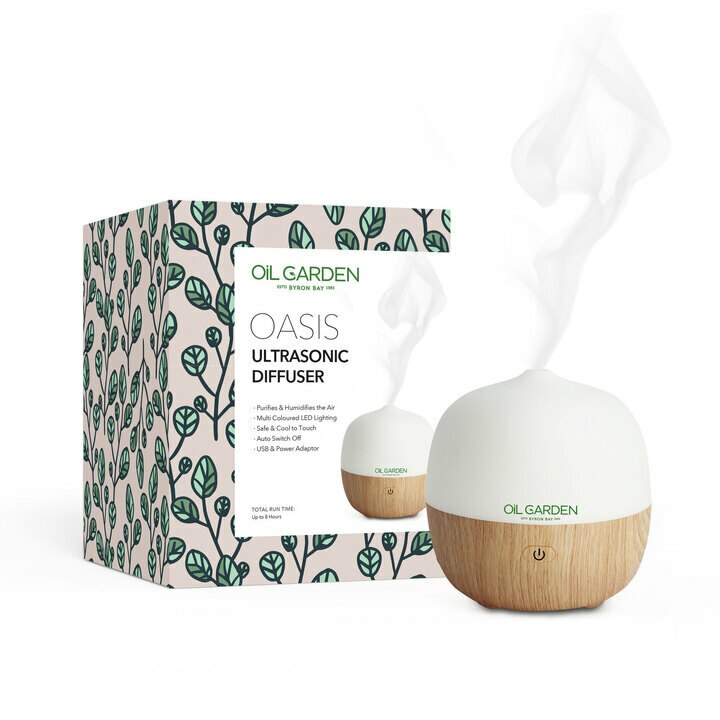 OiL GARDEN
ESTD BYRON BAY 1985
OASIS
ULTRASONIC
DIFFUSER
· Purifies & Humidifies the Air
· Multi Coloured LED Lighting
· Safe & Cool to Touch
· Auto Switch Off
· USB & Power Adaptor
TOTAL RUN TIME:
Up to 8 Hours
OiL GARDEN
OiL GARDEN
ESTD BYRON BAY 1985